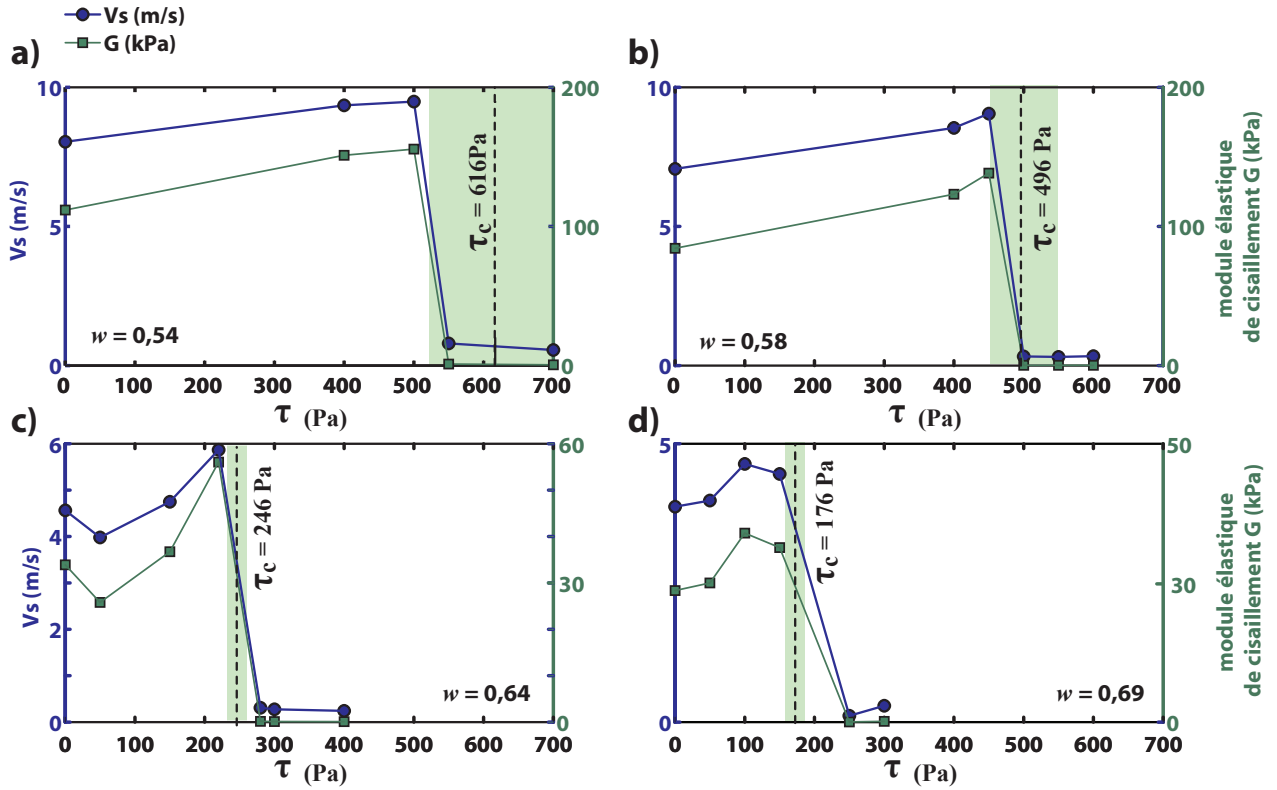 Vs (m/s)
G (kPa)
a)
10
5
0
Vs (m/s)
200
100
0
τc = 616Pa
w = 0,54
0 100 200 300 400 500 600 700
τ (Pa)
b)
10
5
0
200
100
0
module élastique
de cisaillement G (kPa)
τc = 496 Pa
w = 0,58
0 100 200 300 400 500 600 700
τ (Pa)
c)
6
4
2
0
Vs (m/s)
60
30
0
τc = 246 Pa
w = 0,64
0 100 200 300 400 500 600 700
τ (Pa)
d)
5
0
50
30
0
module élastique
de cisaillement G (kPa)
τc = 176 Pa
w = 0,69
0 100 200 300 400 500 600 700
τ (Pa)